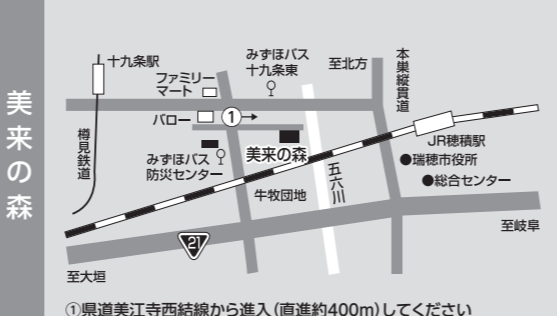 美来の森
十九条駅
みずほバス
十九条東
至北方
本巣縦貫道
ファミリー
マート
バロー
①→
樽見鉄道
みずほバス
防災センター
美来の森
五六川
JR穂積駅
●瑞穂市役所
●総合センター
牛牧団地
21
至岐阜
至大垣
①県道美江寺西結線から進入(直進約400m)してください